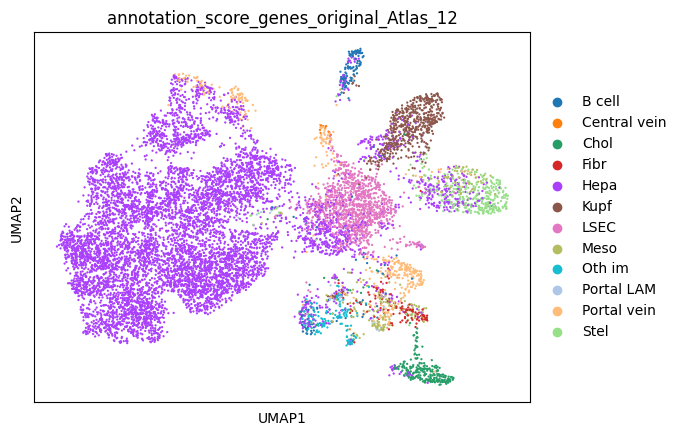 annotation_score_genes_original_Atlas_12
UMAP2
UMAP1
B cell
Central vein
Chol
Fibr
Hepa
Kupf
LSEC
Meso
Oth im
Portal LAM
Portal vein
Stel